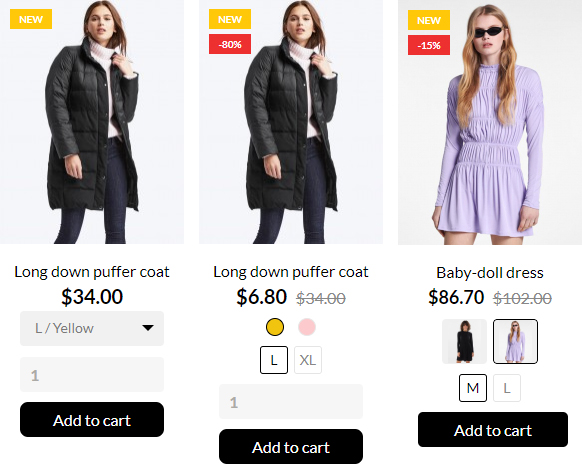 NEW
Long down puffer coat
$34.00
L / Yellow
1
Add to cart
NEW
-80%
Long down puffer coat
$6.80 $34.00
L XL
1
Add to cart
NEW
-15%
Baby-doll dress
$86.70 $102.00
M L
Add to cart